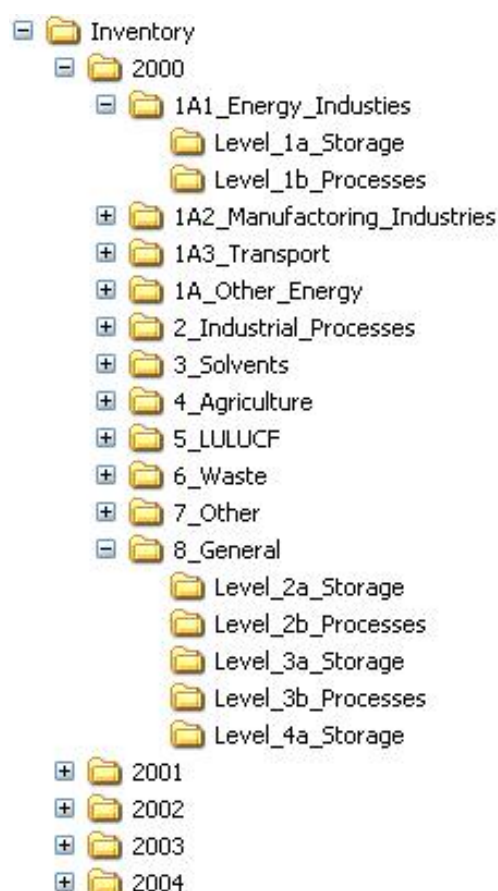 Inventory
2000
1A1_Energy_Industies
Level_1a_Storage
Level_1b_Processes
1A2_Manufactoring_Industries
1A3_Transport
1A_Other_Energy
2_Industrial_Processes
3_Solvents
4_Agriculture
5_LULUCF
6_Waste
7_Other
8_General
Level_2a_Storage
Level_2b_Processes
Level_3a_Storage
Level_3b_Processes
Level_4a_Storage
2001
2002
2003
2004